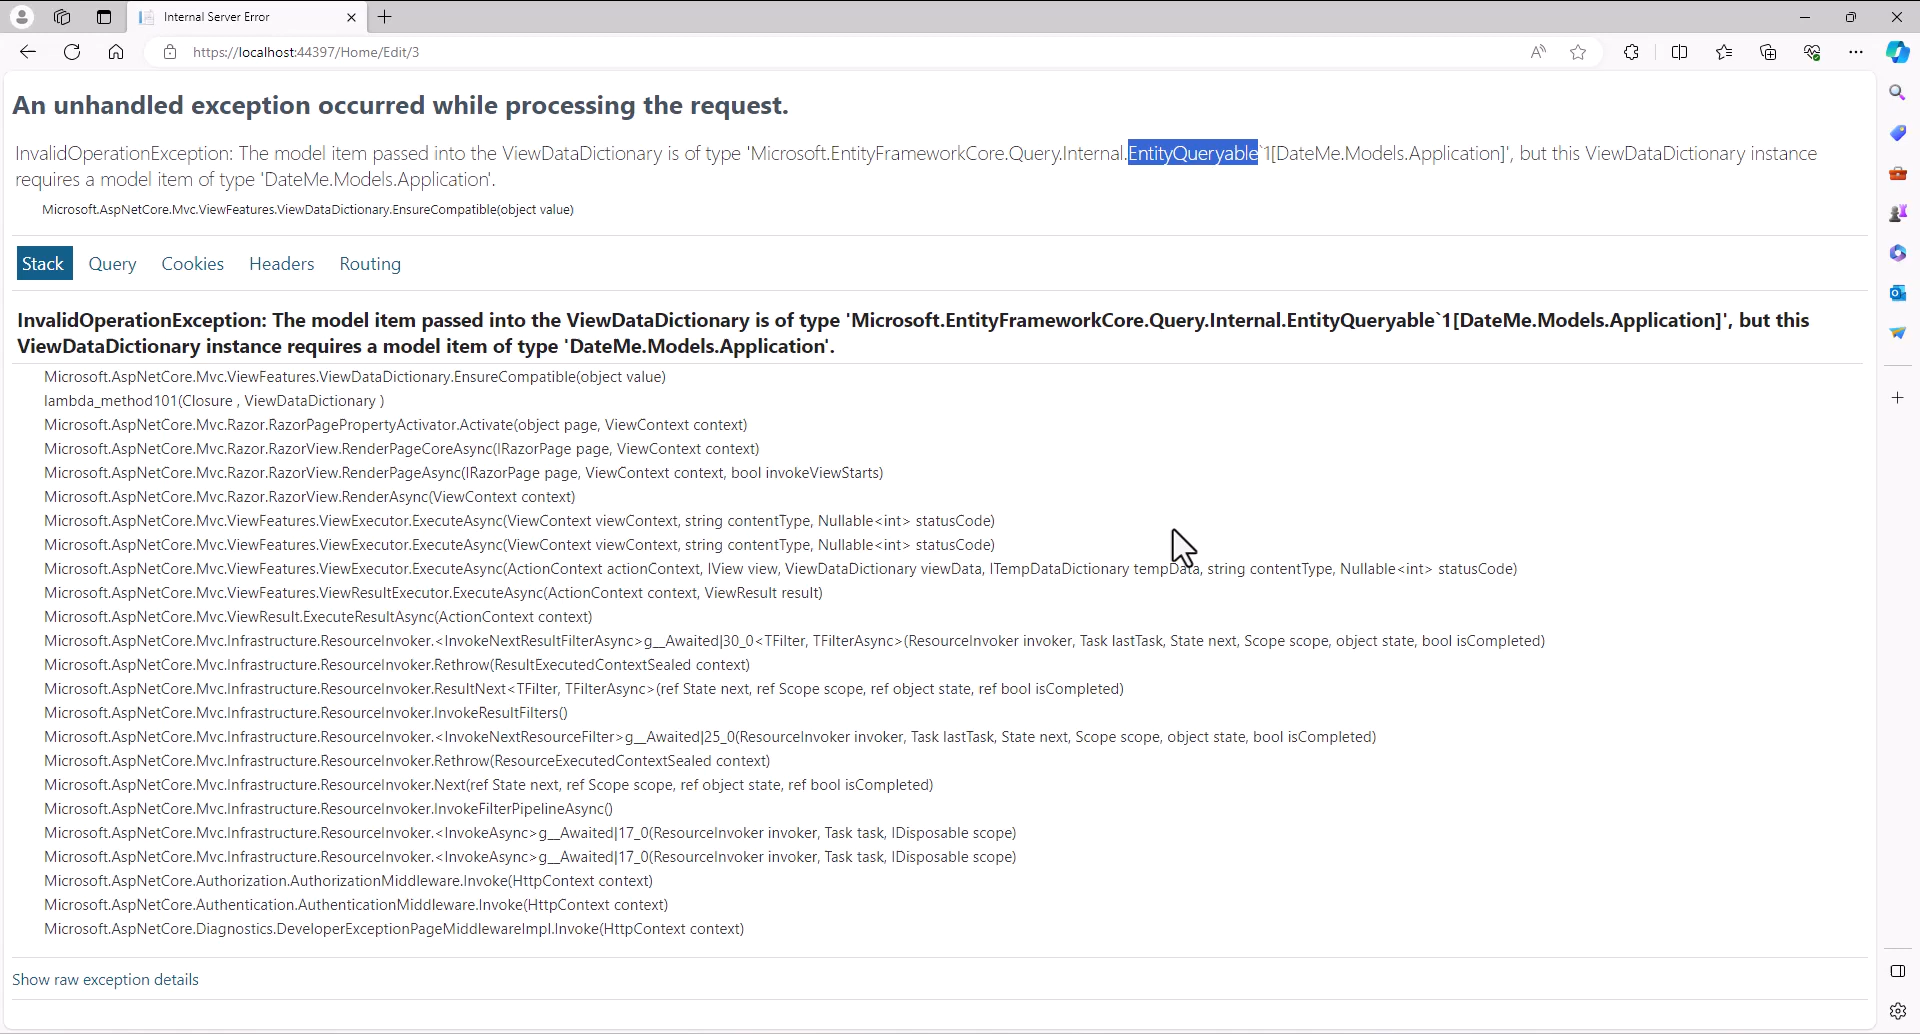 Internal Server Error
https://localhost:44397/Home/Edit/3
An unhandled exception occurred while processing the request.
InvalidOperationException: The model item passed into the ViewDataDictionary is of type 'Microsoft.EntityFrameworkCore.Query.Internal.EntityQueryable`1[DateMe.Models.Application]', but this ViewDataDictionary instance
requires a model item of type 'DateMe.Models.Application'.
Microsoft.AspNetCore.Mvc.ViewFeatures.ViewDataDictionary.EnsureCompatible(object value)
Stack Query Cookies Headers Routing
InvalidOperationException: The model item passed into the ViewDataDictionary is of type 'Microsoft.EntityFrameworkCore.Query.Internal.EntityQueryable`1[DateMe.Models.Application]', but this
ViewDataDictionary instance requires a model item of type 'DateMe.Models.Application'.
Microsoft.AspNetCore.Mvc.ViewFeatures.ViewDataDictionary.EnsureCompatible(object value)
lambda_method101(Closure , ViewDataDictionary )
Microsoft.AspNetCore.Mvc.Razor.RazorPagePropertyActivator.Activate(object page, ViewContext context)
Microsoft.AspNetCore.Mvc.Razor.RazorView.RenderPageCoreAsync(IRazorPage page, ViewContext context)
Microsoft.AspNetCore.Mvc.Razor.RazorView.RenderPageAsync(IRazorPage page, ViewContext context, bool invokeViewStarts)
Microsoft.AspNetCore.Mvc.Razor.RazorView.RenderAsync(ViewContext context)
Microsoft.AspNetCore.Mvc.ViewFeatures.ViewExecutor.ExecuteAsync(ViewContext viewContext, string contentType, Nullable<int> statusCode)
Microsoft.AspNetCore.Mvc.ViewFeatures.ViewExecutor.ExecuteAsync(ViewContext viewContext, string contentType, Nullable<int> statusCode)
Microsoft.AspNetCore.Mvc.ViewFeatures.ViewExecutor.ExecuteAsync(ActionContext actionContext, IView view, ViewDataDictionary viewData, ITempDataDictionary tempData, string contentType, Nullable<int> statusCode)
Microsoft.AspNetCore.Mvc.ViewFeatures.ViewResultExecutor.ExecuteAsync(ActionContext context, ViewResult result)
Microsoft.AspNetCore.Mvc.ViewResult.ExecuteResultAsync(ActionContext context)
Microsoft.AspNetCore.Mvc.Infrastructure.ResourceInvoker.<InvokeNextResultFilterAsync>g__Awaited|30_0<TFilter, TFilterAsync>(ResourceInvoker invoker, Task lastTask, State next, Scope scope, object state, bool isCompleted)
Microsoft.AspNetCore.Mvc.Infrastructure.ResourceInvoker.Rethrow(ResultExecutedContextSealed context)
Microsoft.AspNetCore.Mvc.Infrastructure.ResourceInvoker.ResultNext<TFilter, TFilterAsync>(ref State next, ref Scope scope, ref object state, ref bool isCompleted)
Microsoft.AspNetCore.Mvc.Infrastructure.ResourceInvoker.InvokeResultFilters()
Microsoft.AspNetCore.Mvc.Infrastructure.ResourceInvoker.<InvokeNextResourceFilter>g__Awaited|25_0(ResourceInvoker invoker, Task lastTask, State next, Scope scope, object state, bool isCompleted)
Microsoft.AspNetCore.Mvc.Infrastructure.ResourceInvoker.Rethrow(ResourceExecutedContextSealed context)
Microsoft.AspNetCore.Mvc.Infrastructure.ResourceInvoker.Next(ref State next, ref Scope scope, ref object state, ref bool isCompleted)
Microsoft.AspNetCore.Mvc.Infrastructure.ResourceInvoker.InvokeFilterPipelineAsync()
Microsoft.AspNetCore.Mvc.Infrastructure.ResourceInvoker.<InvokeAsync>g__Awaited|17_0(ResourceInvoker invoker, Task task, IDisposable scope)
Microsoft.AspNetCore.Mvc.Infrastructure.ResourceInvoker.<InvokeAsync>g__Awaited|17_0(ResourceInvoker invoker, Task task, IDisposable scope)
Microsoft.AspNetCore.Authorization.AuthorizationMiddleware.Invoke(HttpContext context)
Microsoft.AspNetCore.Authentication.AuthenticationMiddleware.Invoke(HttpContext context)
Microsoft.AspNetCore.Diagnostics.DeveloperExceptionPageMiddlewareImpl.Invoke(HttpContext context)
Show raw exception details